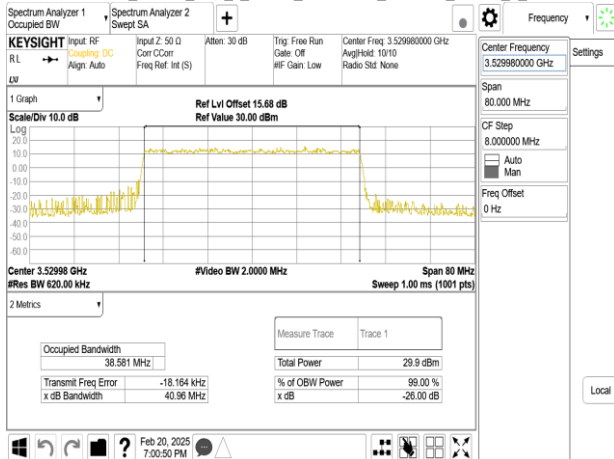 Spectrum Analyzer 1
Occupied BW
Spectrum Analyzer 2
Swept SA
+
Frequency
KEYSIGHT
RL
LXI
Input: RF
Coupling: DC
Align: Auto
Input Z: 50 Ω
Corr CCorr
Freq Ref: Int (S)
Atten: 30 dB
Trig: Free Run
Gate: Off
#IF Gain: Low
Center Freq: 3.529980000 GHz
Avg|Hold: 10/10
Radio Std: None
Center Frequency
3.529980000 GHz
Settings
Span
80.000 MHz
CF Step
8.000000 MHz
Auto
Man
Freq Offset
0 Hz
Local
1 Graph
Scale/Div 10.0 dB
Ref Lvl Offset 15.68 dB
Ref Value 30.00 dBm
Log
20.0
10.0
0.00
-10.0
-20.0
-30.0
-40.0
-50.0
-60.0
Center 3.52998 GHz
#Video BW 2.0000 MHz
Span 80 MHz
#Res BW 620.00 kHz
Sweep 1.00 ms (1001 pts)
2 Metrics
Measure Trace Trace 1
Occupied Bandwidth
38.581 MHz
Total Power 29.9 dBm
Transmit Freq Error -18.164 kHz
% of OBW Power 99.00 %
x dB Bandwidth 40.96 MHz
x dB -26.00 dB
?
Feb 20, 2025
7:00:50 PM